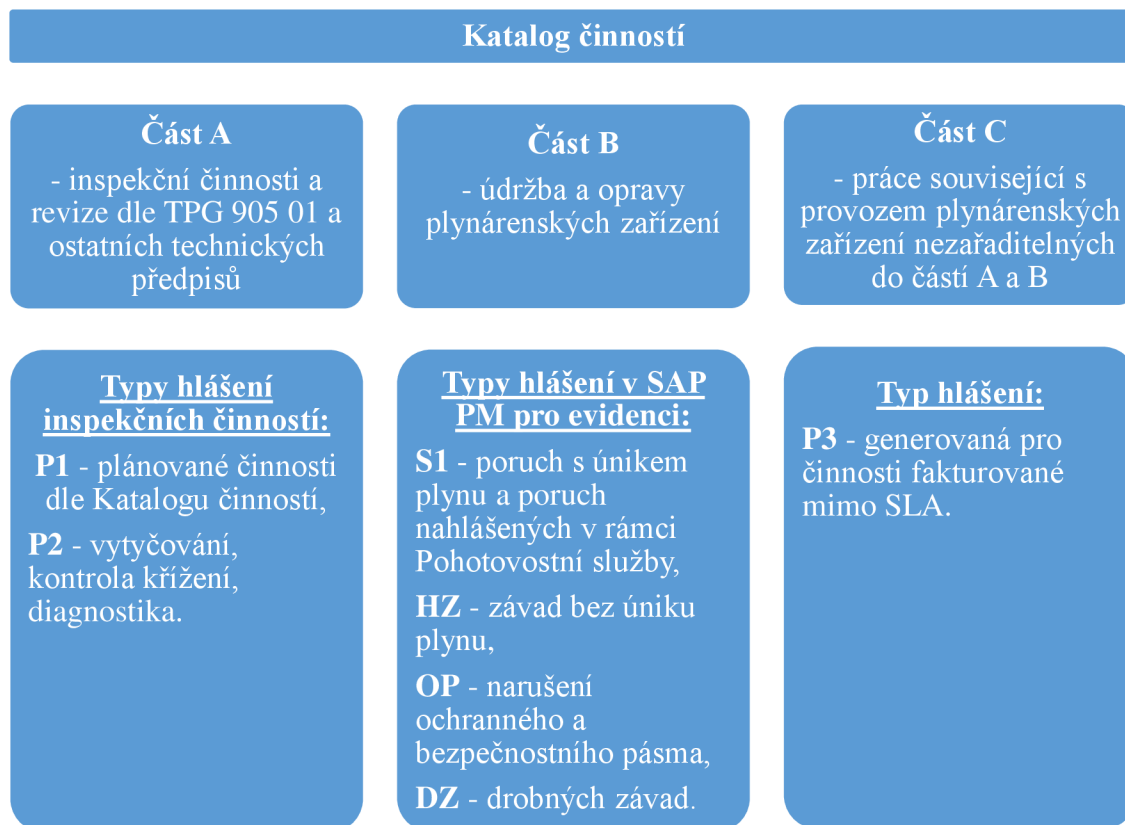 Katalog činností
Část A
- inspekční činnosti a
revize dle TPG 905 01 a
ostatních technických
předpisů
Část B
- údržba a opravy
plynárenských zařízení
Část C
- práce související s
provozem plynárenských
zařízení nezařaditelných
do částí A a B
Typy hlášení
inspekčních činností:
P1 - plánované činnosti
dle Katalogu činností,
P2 - vytyčování,
kontrola křížení,
diagnostika.
Typy hlášení v SAP
PM pro evidenci:
S1 - poruch s únikem
plynu a poruch
nahlášených v rámci
Pohotovostní služby,
HZ - závad bez úniku
plynu,
OP - narušení
ochranného a
bezpečnostního pásma,
DZ - drobných závad.
Typ hlášení:
P3 - generovaná pro
činnosti fakturované
mimo SLA.